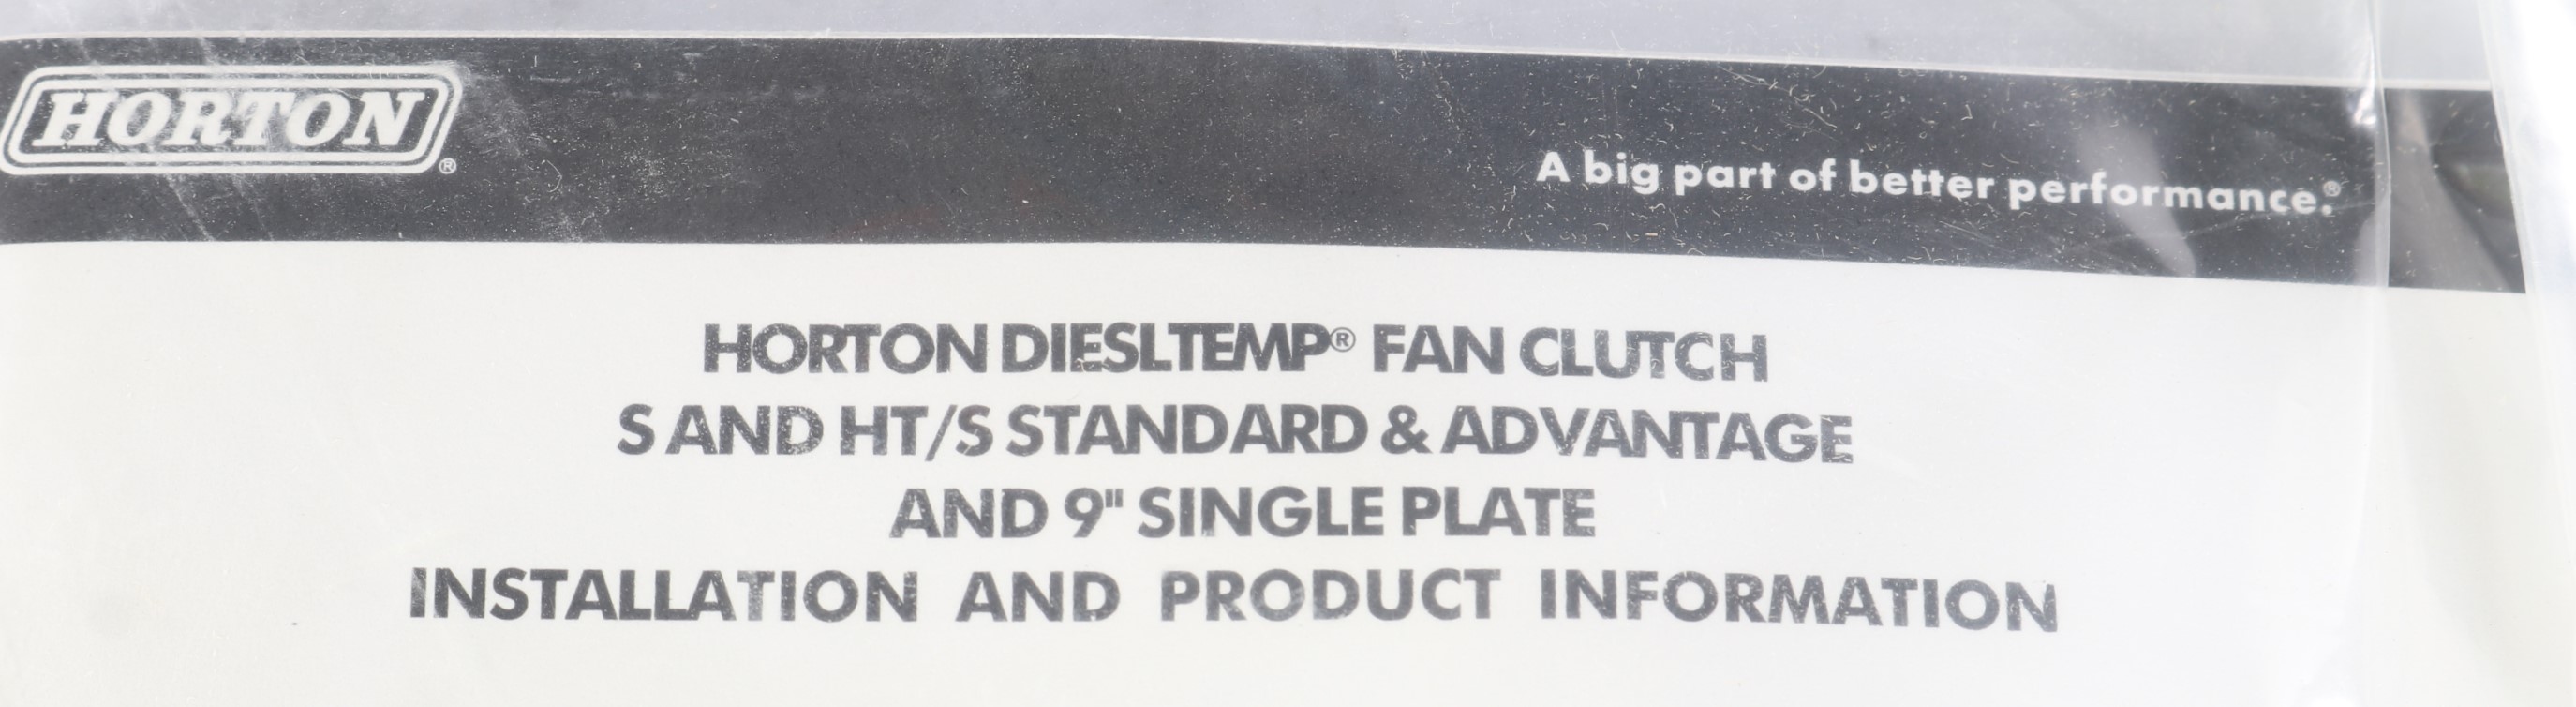 HORTON®
A big part of better performance.®
HORTON DIESLTEMP® FAN CLUTCH
S AND HT/S STANDARD & ADVANTAGE
AND 9" SINGLE PLATE
INSTALLATION AND PRODUCT INFORMATION